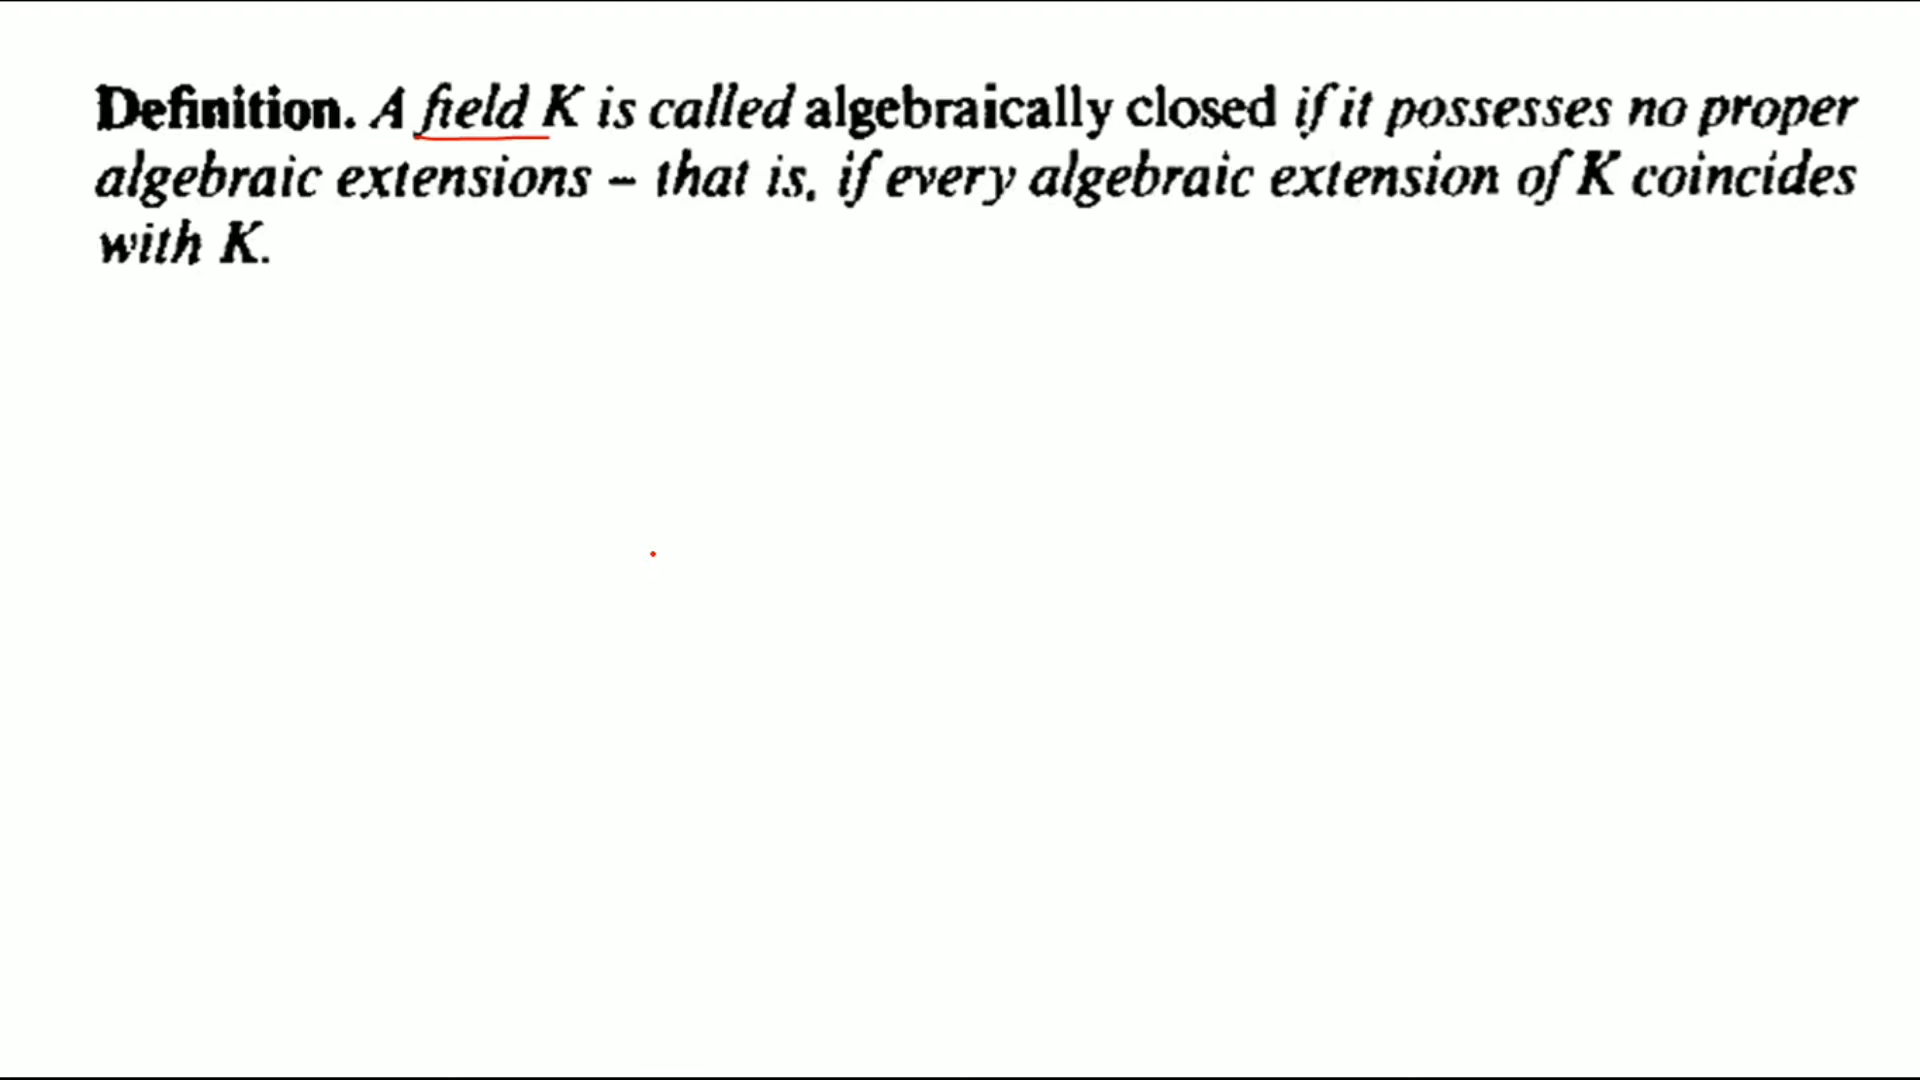 Definition. A field K is called algebraically closed if it possesses no proper
algebraic extensions – that is, if every algebraic extension of K coincides
with K.